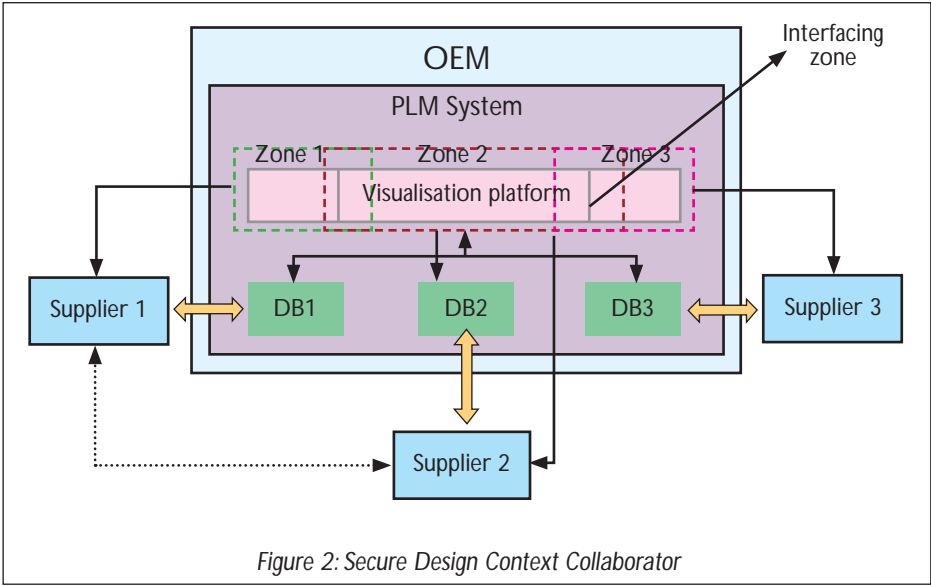 OEM
Interfacing
zone
PLM System
Zone 1
Zone 2
Zone 3
Visualisation platform
Supplier 1
DB1
DB2
DB3
Supplier 3
Supplier 2
Figure 2: Secure Design Context Collaborator